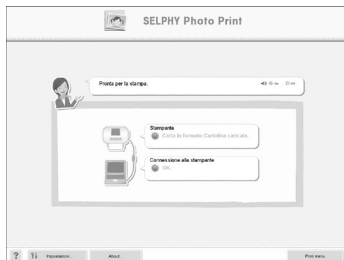 SELPHY Photo Print
Pronta per la stampa.
Stampante
Carta in formato Cartolina caricata.
Connessione alla stampante
OK.
? Impostazioni... About... Print menu